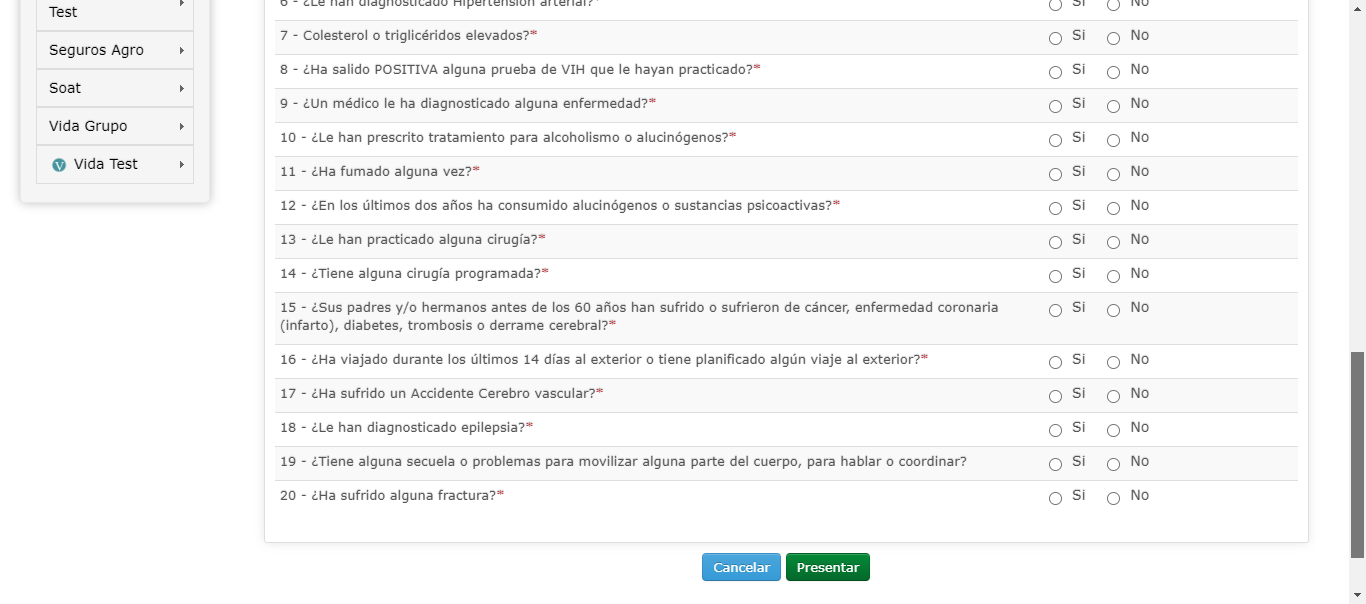 Test
Seguros Agro
Soat
Vida Grupo
V Vida Test
6 - ¿Le han diagnosticado Hipertensión arterial?* Si No
7 - Colesterol o triglicéridos elevados?* Si No
8 - ¿Ha salido POSITIVA alguna prueba de VIH que le hayan practicado?* Si No
9 - ¿Un médico le ha diagnosticado alguna enfermedad?* Si No
10 - ¿Le han prescrito tratamiento para alcoholismo o alucinógenos?* Si No
11 - ¿Ha fumado alguna vez?* Si No
12 - ¿En los últimos dos años ha consumido alucinógenos o sustancias psicoactivas?* Si No
13 - ¿Le han practicado alguna cirugía?* Si No
14 - ¿Tiene alguna cirugía programada?* Si No
15 - ¿Sus padres y/o hermanos antes de los 60 años han sufrido o sufrieron de cáncer, enfermedad coronaria Si No
(infarto), diabetes, trombosis o derrame cerebral?*
16 - ¿Ha viajado durante los últimos 14 días al exterior o tiene planificado algún viaje al exterior?* Si No
17 - ¿Ha sufrido un Accidente Cerebro vascular?* Si No
18 - ¿Le han diagnosticado epilepsia?* Si No
19 - ¿Tiene alguna secuela o problemas para movilizar alguna parte del cuerpo, para hablar o coordinar? Si No
20 - ¿Ha sufrido alguna fractura?* Si No
Cancelar Presentar